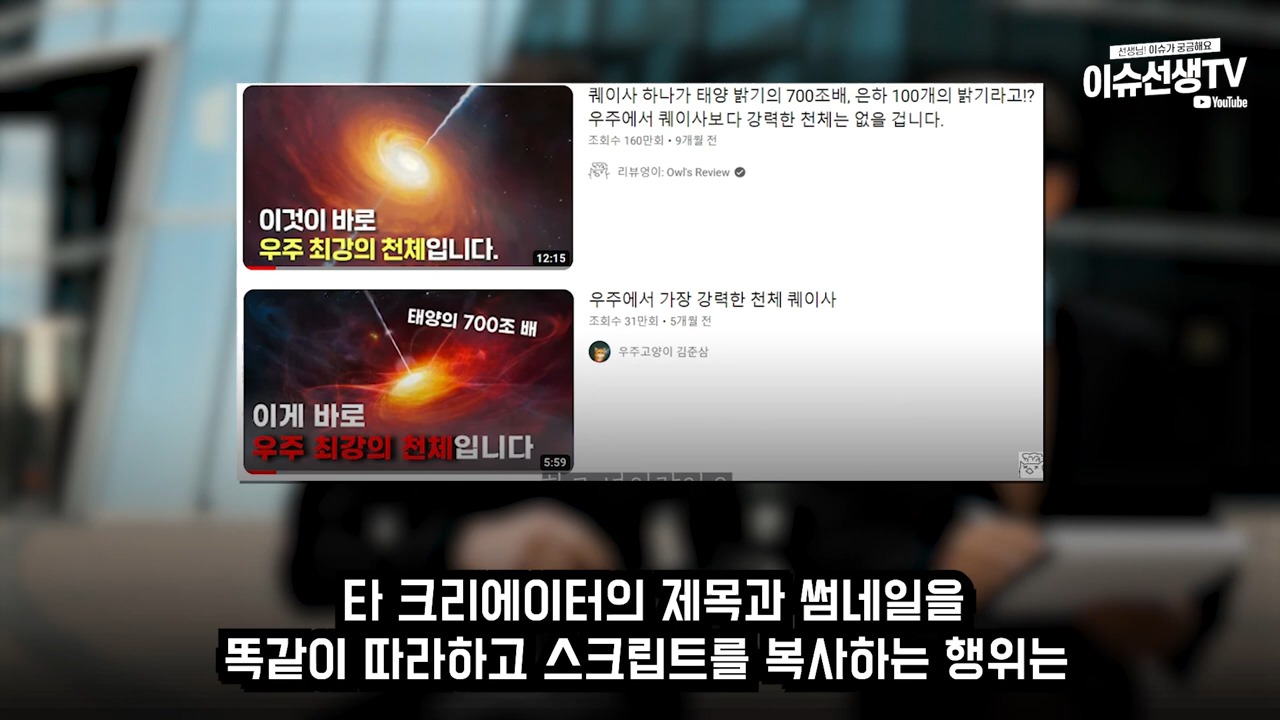 선생님! 이슈가 궁금해요
이슈선생TV
YouTube
퀘이사 하나가 태양 밝기의 700조배, 은하 100개의 밝기라고!?
우주에서 퀘이사보다 강력한 천체는 없을 겁니다.
조회수 160만회 • 9개월 전
리뷰엉이: Owl's Review
이것이 바로
우주 최강의 천체입니다.
12:15
우주에서 가장 강력한 천체 퀘이사
조회수 31만회 • 5개월 전
우주고양이 김춘삼
태양의 700조 배
이게 바로
우주 최강의 천체입니다
5:59
타 크리에이터의 제목과 썸네일을
똑같이 따라하고 스크립트를 복사하는 행위는